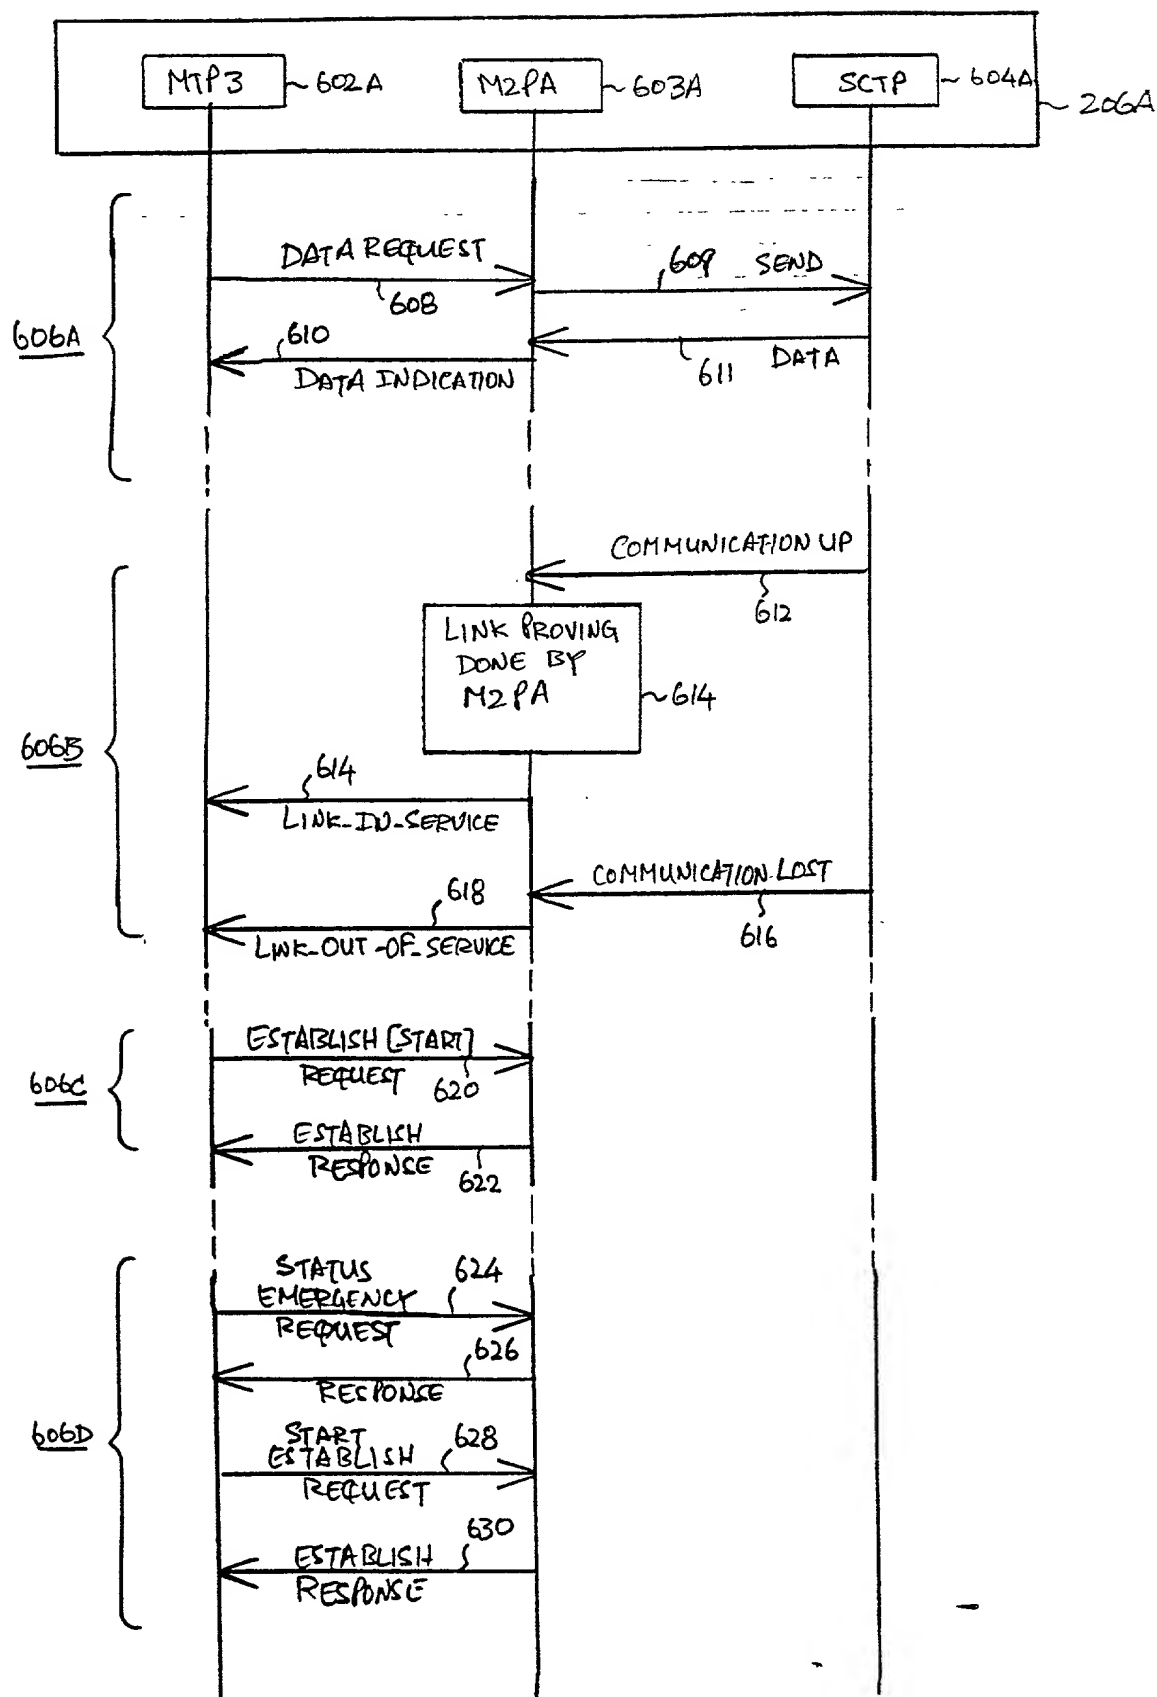 MTP3
602A
M2PA
603A
SCTP
604A
206A
606A
DATA REQUEST
608
609
SEND
610
DATA INDICATION
611
DATA
COMMUNICATION UP
612
LINK PROVING
DONE BY
M2PA
614
606B
614
LINK-IN-SERVICE
COMMUNICATION-LOST
616
618
LINK-OUT-OF-SERVICE
606C
ESTABLISH [START]
REQUEST
620
ESTABLISH
RESPONSE
622
606D
STATUS
EMERGENCY
REQUEST
624
626
RESPONSE
START
ESTABLISH
REQUEST
628
630
ESTABLISH
RESPONSE